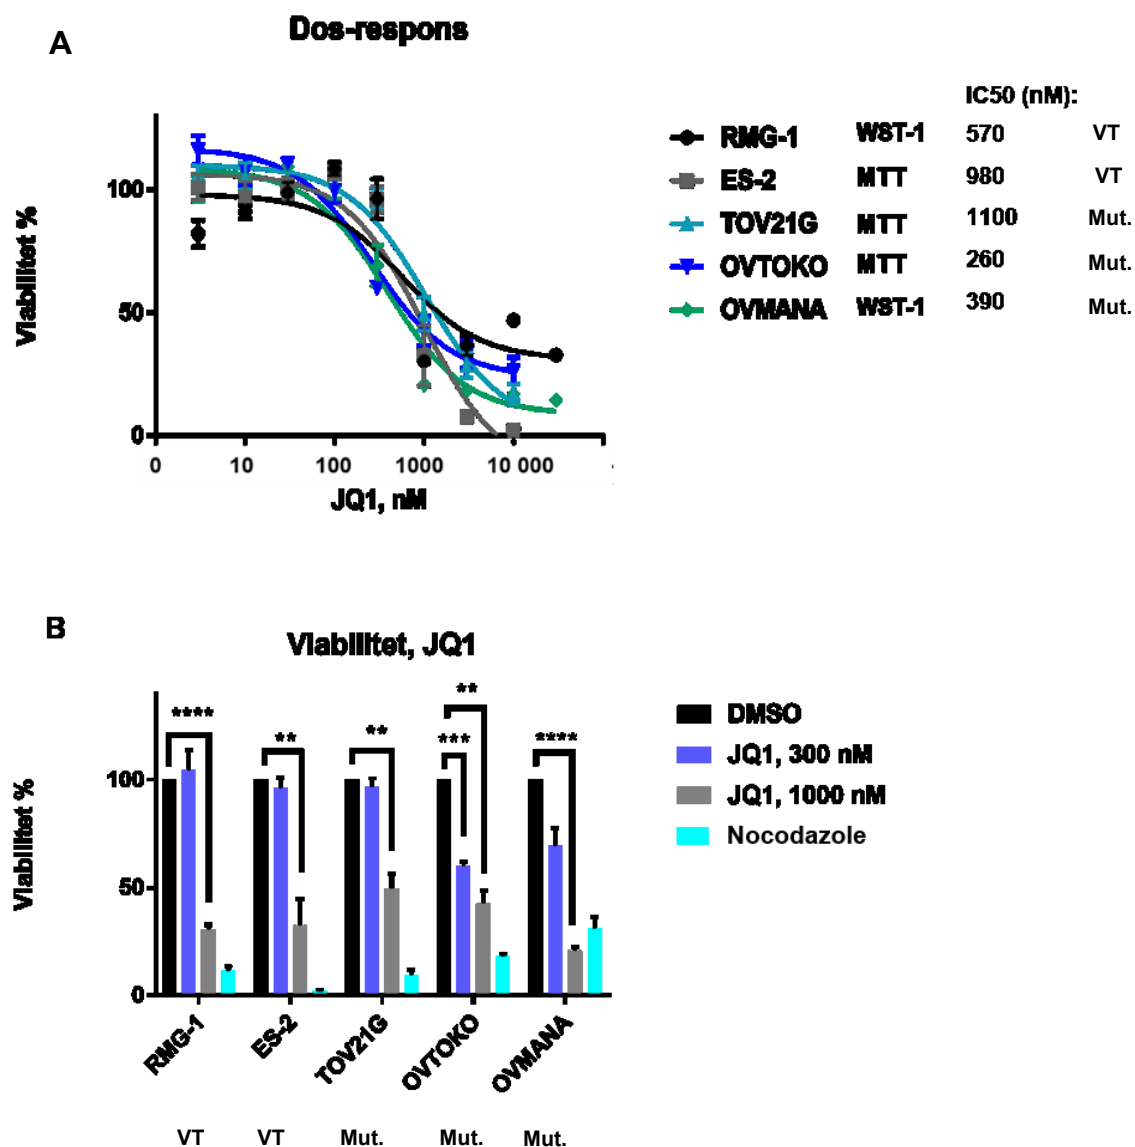 A
Dos-respons
Viabilitet %
100
50
0
0 10 100 1000 10 000
JQ1, nM
IC50 (nM):
RMG-1 WST-1 570 VT
ES-2 MTT 980 VT
TOV21G MTT 1100 Mut.
OVTOKO MTT 260 Mut.
OVMANA WST-1 390 Mut.
B
Viabilitet, JQ1
Viabilitet %
100
50
0
**** ** ** *** ** ****
DMSO
JQ1, 300 nM
JQ1, 1000 nM
Nocodazole
RMG-1 ES-2 TOV21G OVTOKO OVMANA
VT VT Mut. Mut. Mut.